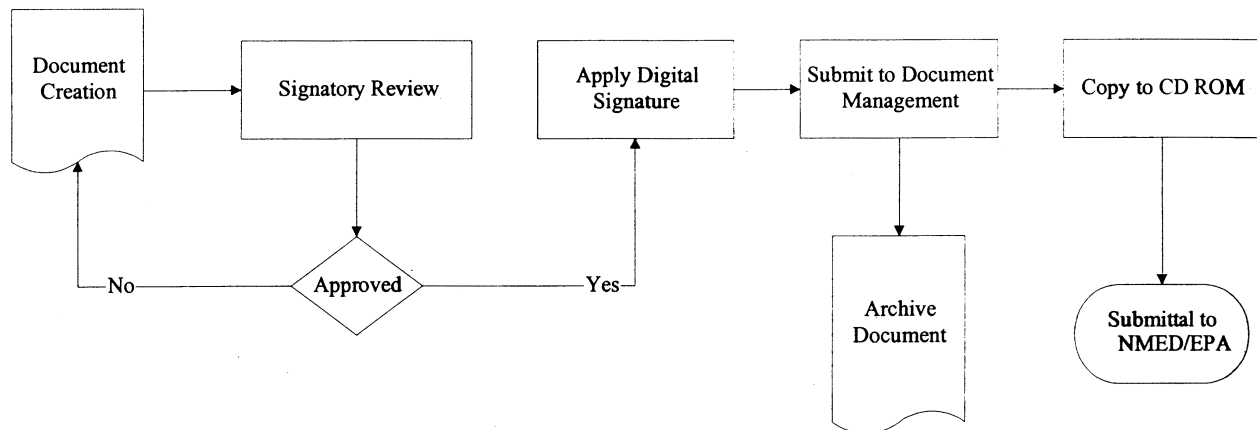 Document
Creation
Signatory Review
Apply Digital
Signature
Submit to Document
Management
Copy to CD ROM
No
Approved
Yes
Archive
Document
Submittal to
NMED/EPA